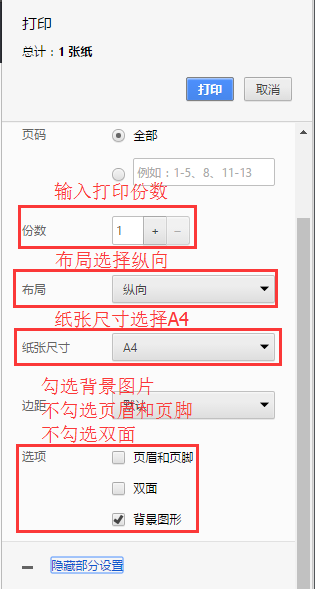 打印
总计：1 张纸
打印 取消
页码 全部
例如：1-5、8、11-13
输入打印份数
份数 1 + −
布局选择纵向
布局 纵向
纸张尺寸选择A4
纸张尺寸 A4
勾选背景图片
边距 默认
不勾选页眉和页脚
不勾选双面
选项 页眉和页脚
双面
背景图形
隐藏部分设置